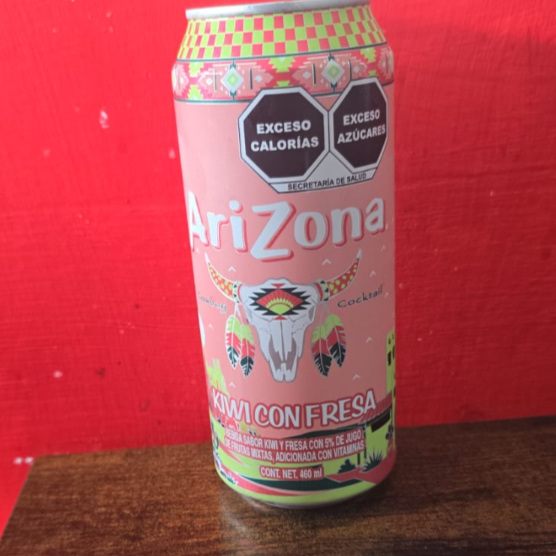 EXCESO
CALORÍAS
EXCESO
AZÚCARES
SECRETARÍA DE SALUD
AriZona
Cowboy Cocktail
KIWI CON FRESA
BEBIDA SABOR KIWI Y FRESA CON 5% DE JUGO
DE FRUTAS MIXTAS, ADICIONADA CON VITAMINAS
CONT. NET. 460 ml